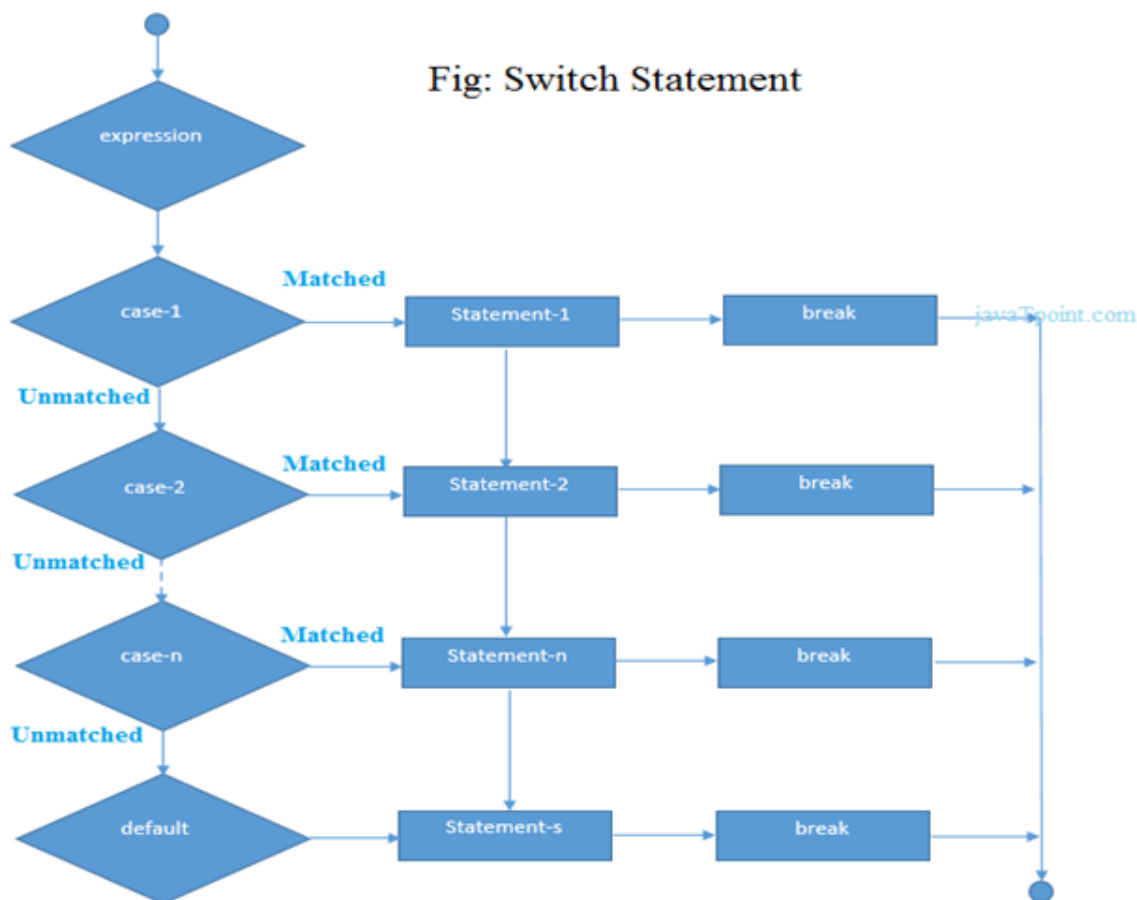 Fig: Switch Statement
expression
case-1
Matched
Statement-1
break
javaTpoint.com
Unmatched
case-2
Matched
Statement-2
break
Unmatched
case-n
Matched
Statement-n
break
Unmatched
default
Statement-s
break